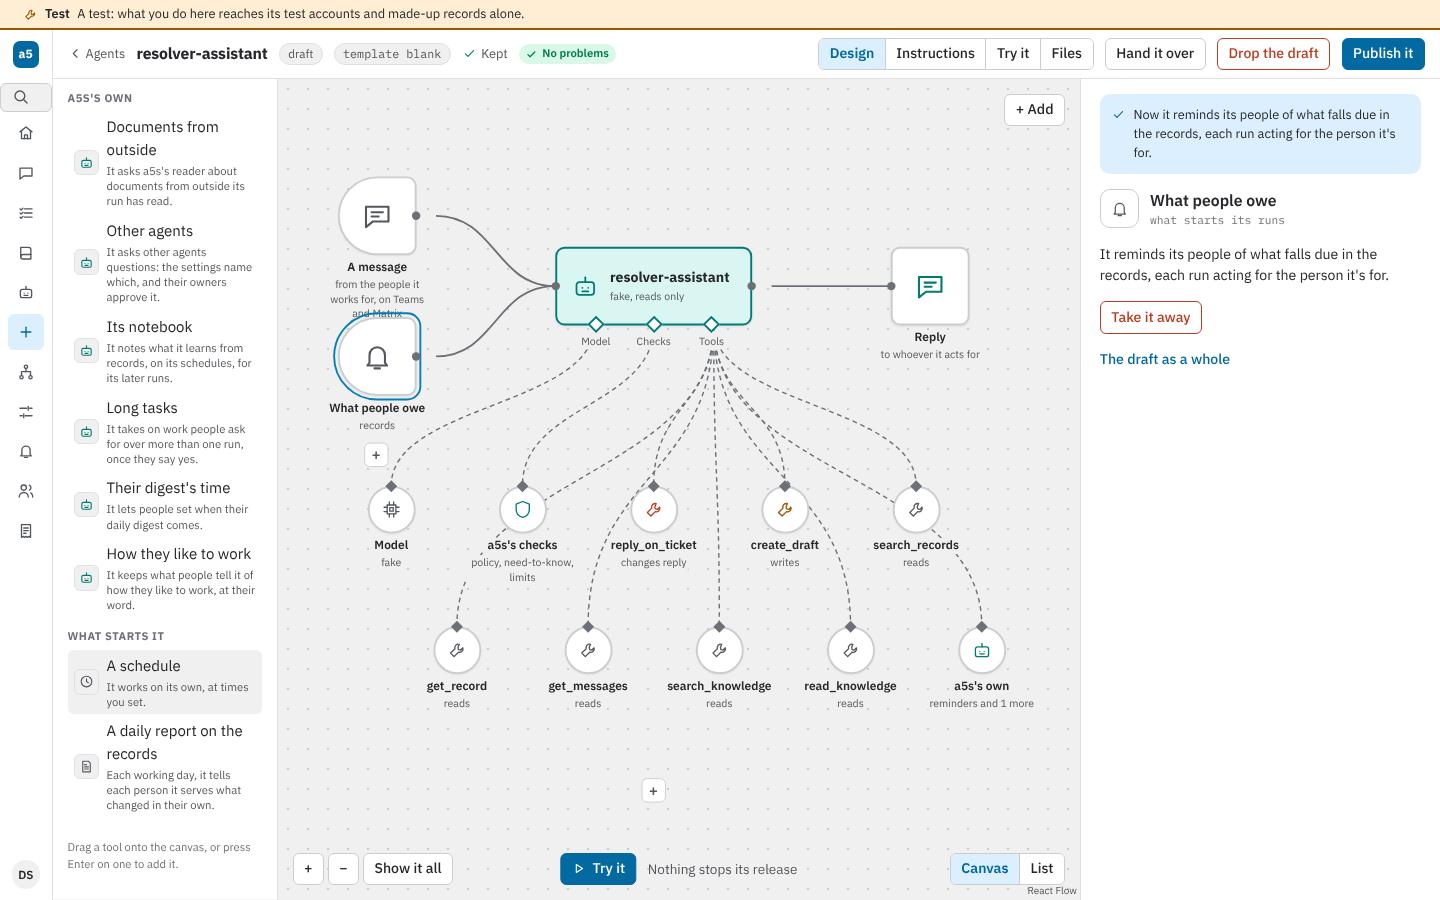 Test A test: what you do here reaches its test accounts and made-up records alone.
a5
Agents
resolver-assistant
draft
template blank
Kept
No problems
Design
Instructions
Try it
Files
Hand it over
Drop the draft
Publish it
A5S'S OWN
Documents from
outside
It asks a5s's reader about
documents from outside its
run has read.
Other agents
It asks other agents
questions: the settings name
which, and their owners
approve it.
Its notebook
It notes what it learns from
records, on its schedules, for
its later runs.
Long tasks
It takes on work people ask
for over more than one run,
once they say yes.
Their digest's time
It lets people set when their
daily digest comes.
How they like to work
It keeps what people tell it of
how they like to work, at their
word.
WHAT STARTS IT
A schedule
It works on its own, at times
you set.
A daily report on the
records
Each working day, it tells
each person it serves what
changed in their own.
Drag a tool onto the canvas, or press
Enter on one to add it.
DS
+ Add
A message
from the people it
works for, on Teams
and Matrix
What people owe
records
+
resolver-assistant
fake, reads only
Model
Checks
Tools
Reply
to whoever it acts for
Model
fake
a5s's checks
policy, need-to-know,
limits
reply_on_ticket
changes reply
create_draft
writes
search_records
reads
get_record
reads
get_messages
reads
search_knowledge
reads
read_knowledge
reads
a5s's own
reminders and 1 more
+
+
−
Show it all
Try it
Nothing stops its release
Canvas
List
React Flow
Now it reminds its people of what falls due in
the records, each run acting for the person it's
for.
What people owe
what starts its runs
It reminds its people of what falls due in the
records, each run acting for the person it's for.
Take it away
The draft as a whole